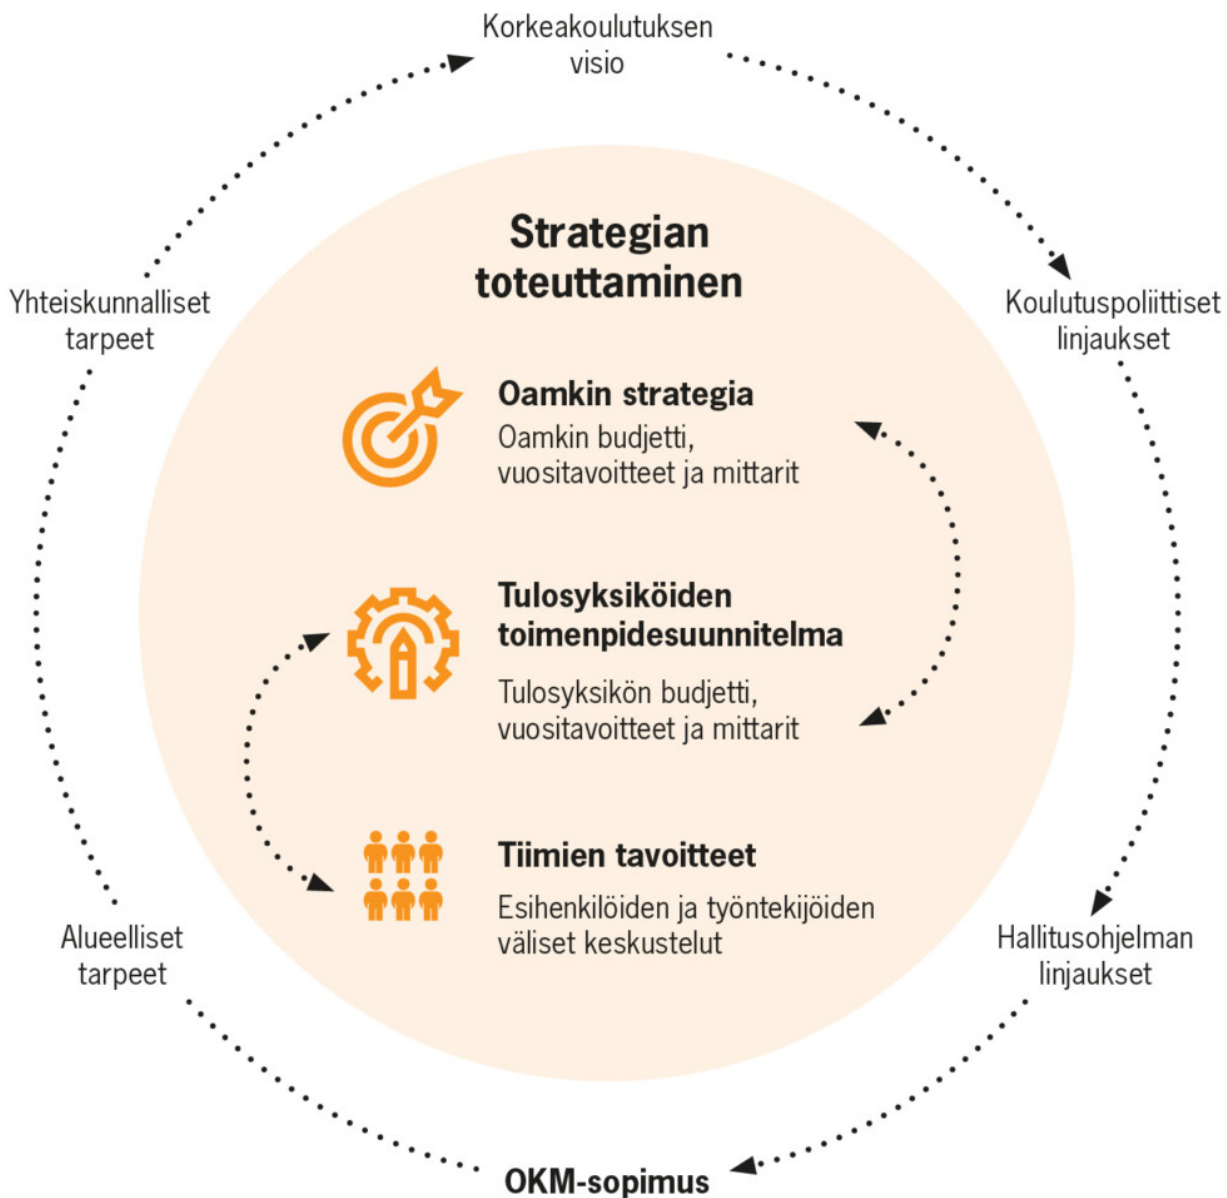 Korkeakoulutuksen
visio
Strategian
toteuttaminen
Yhteiskunnalliset
tarpeet
Koulutuspoliittiset
linjaukset
Oamkin strategia
Oamkin budjetti,
vuositavoitteet ja mittarit
Tulosyksiköiden
toimenpidesuunnitelma
Tulosyksikön budjetti,
vuositavoitteet ja mittarit
Tiimien tavoitteet
Esihenkilöiden ja työntekijöiden
väliset keskustelut
Alueelliset
tarpeet
Hallitusohjelman
linjaukset
OKM-sopimus